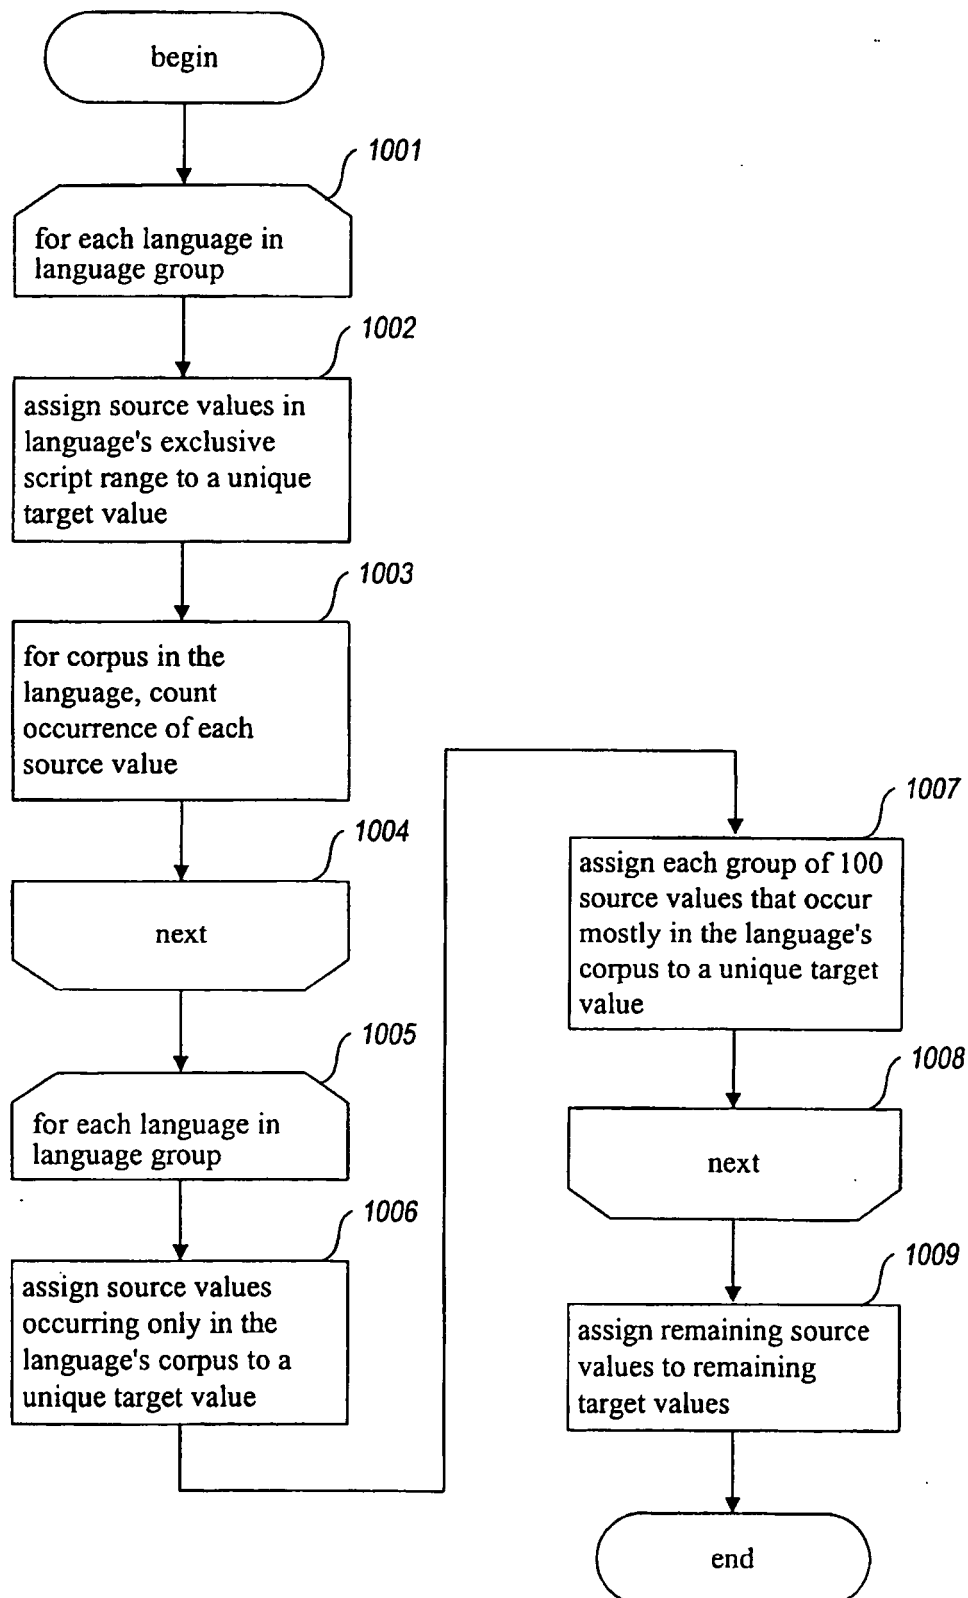 begin
1001
for each language in
language group
1002
assign source values in
language's exclusive
script range to a unique
target value
1003
for corpus in the
language, count
occurrence of each
source value
1004
next
1005
for each language in
language group
1006
assign source values
occurring only in the
language's corpus to a
unique target value
1007
assign each group of 100
source values that occur
mostly in the language's
corpus to a unique target
value
1008
next
1009
assign remaining source
values to remaining
target values
end